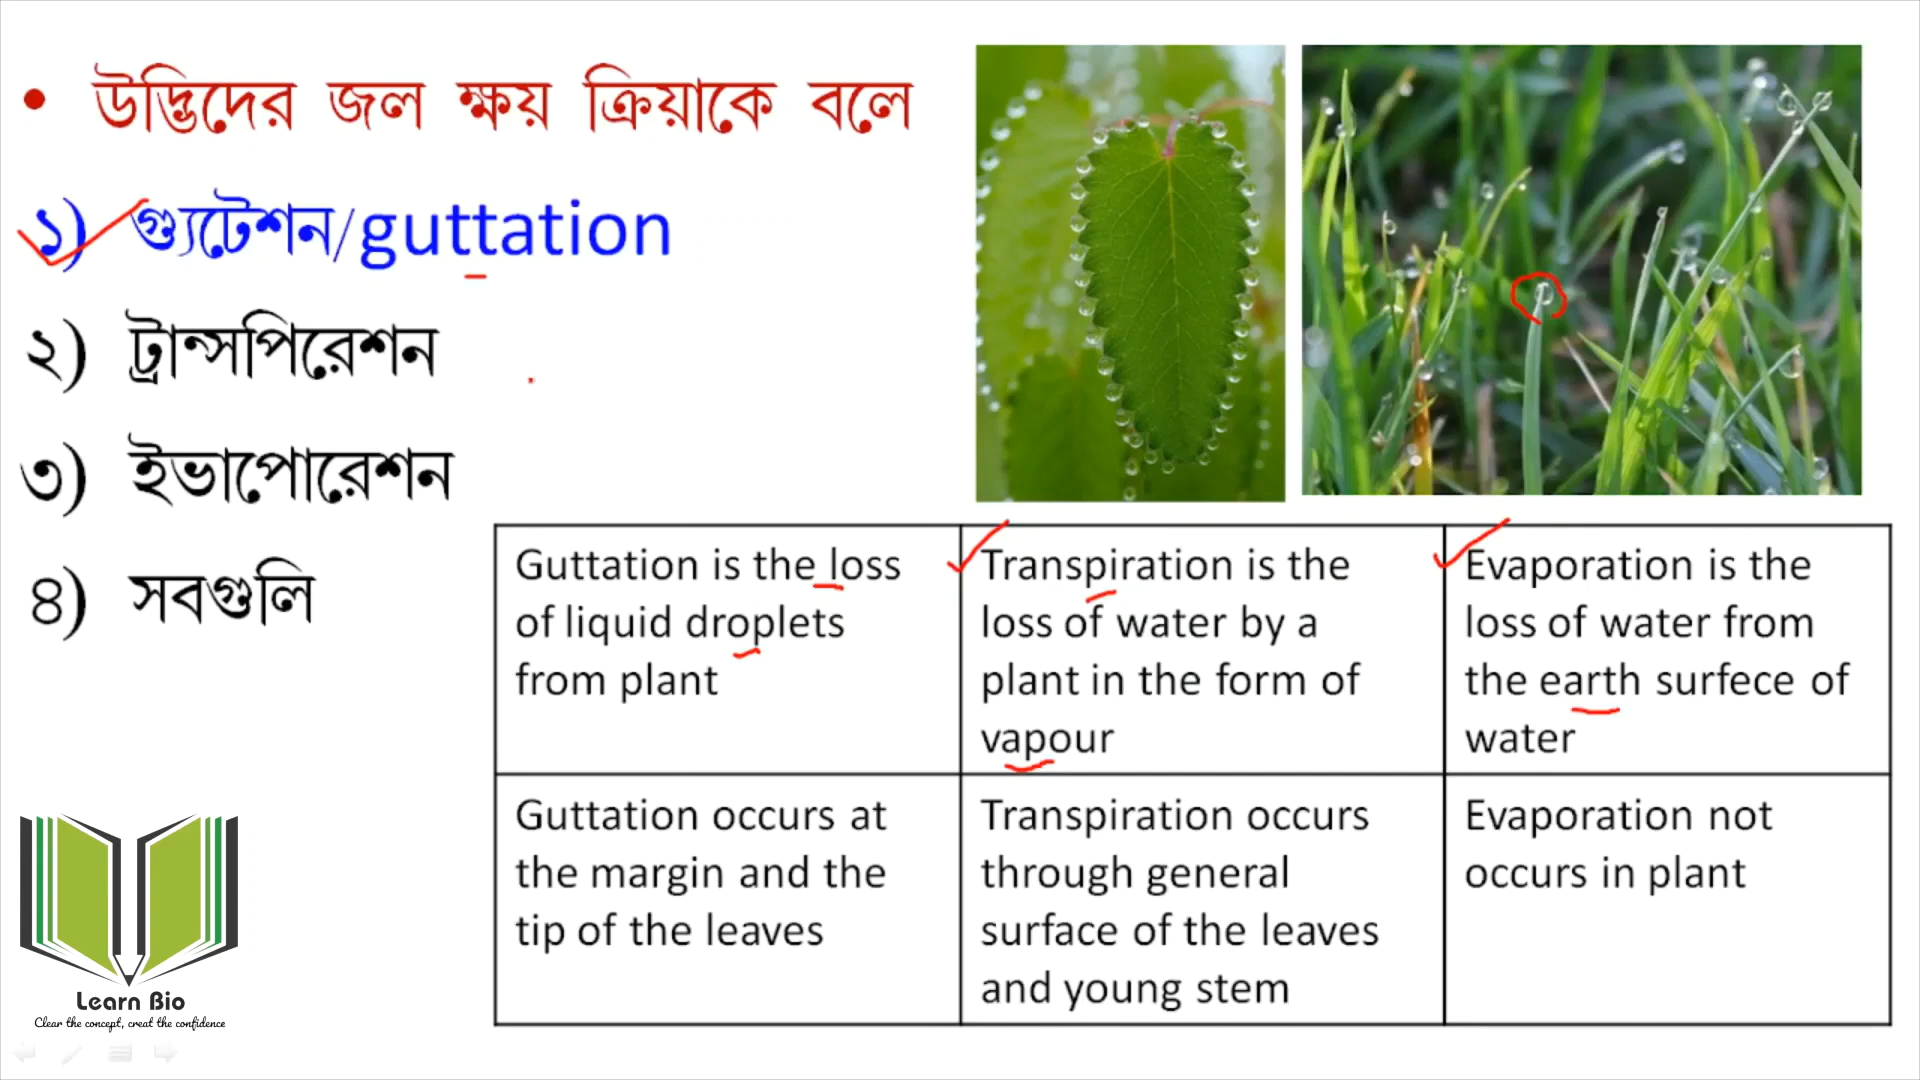 • উদ্ভিদের জল ক্ষয় ক্রিয়াকে বলে
১) গ্যুটেশন/guttation
২) ট্রান্সপিরেশন
৩) ইভাপোরেশন
৪) সবগুলি
Guttation is the loss
of liquid droplets
from plant
Transpiration is the
loss of water by a
plant in the form of
vapour
Evaporation is the
loss of water from
the earth surfece of
water
Guttation occurs at
the margin and the
tip of the leaves
Transpiration occurs
through general
surface of the leaves
and young stem
Evaporation not
occurs in plant
Learn Bio
Clear the concept, creat the confidence